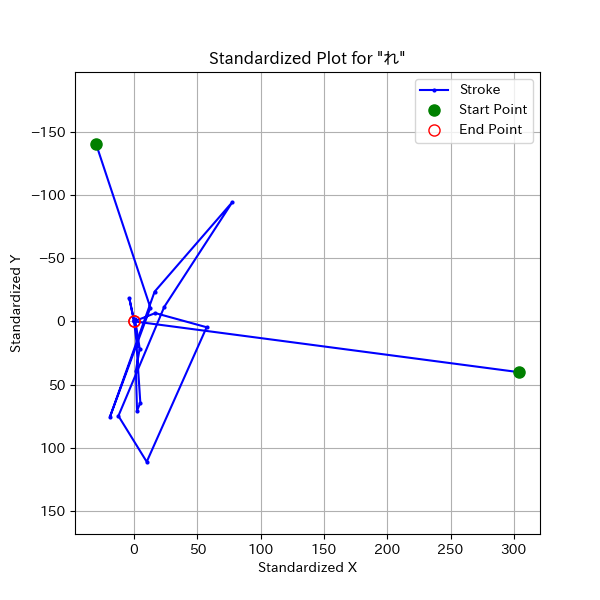 Standardized Plot for "れ"
Stroke
Start Point
End Point
Standardized Y
−150
−100
−50
0
50
100
150
0 50 100 150 200 250 300
Standardized X